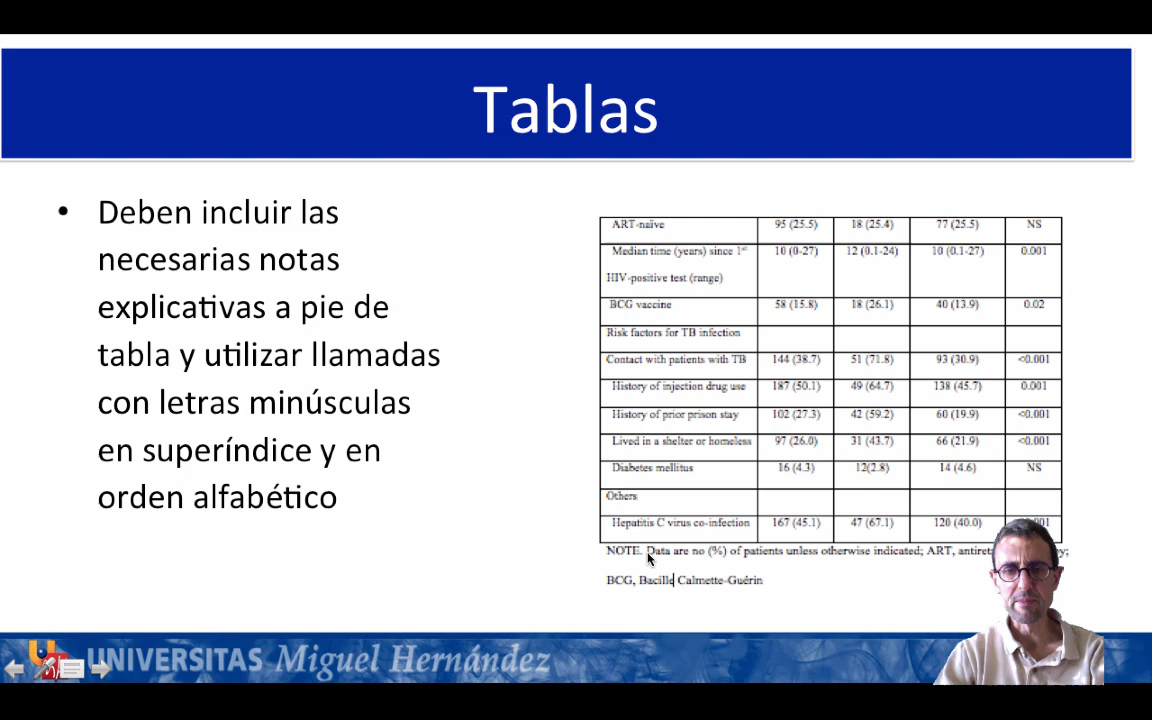 Tablas
• Deben incluir las
necesarias notas
explicativas a pie de
tabla y utilizar llamadas
con letras minúsculas
en superíndice y en
orden alfabético
ART-naïve 95 (25.5) 18 (25.4) 77 (25.5) NS
Median time (years) since 1st 10 (0-27) 12 (0.1-24) 10 (0.1-27) 0.001
HIV-positive test (range)
BCG vaccine 58 (15.8) 18 (26.1) 40 (13.9) 0.02
Risk factors for TB infection
Contact with patients with TB 144 (38.7) 51 (71.8) 93 (30.9) <0.001
History of injection drug use 187 (50.1) 49 (64.7) 138 (45.7) 0.001
History of prior prison stay 102 (27.3) 42 (59.2) 60 (19.9) <0.001
Lived in a shelter or homeless 97 (26.0) 31 (43.7) 66 (21.9) <0.001
Diabetes mellitus 16 (4.3) 12(2.8) 14 (4.6) NS
Others
Hepatitis C virus co-infection 167 (45.1) 47 (67.1) 120 (40.0)
NOTE. Data are no (%) of patients unless otherwise indicated; ART,
BCG, Bacille Calmette-Guérin
UNIVERSITAS Miguel Hernández